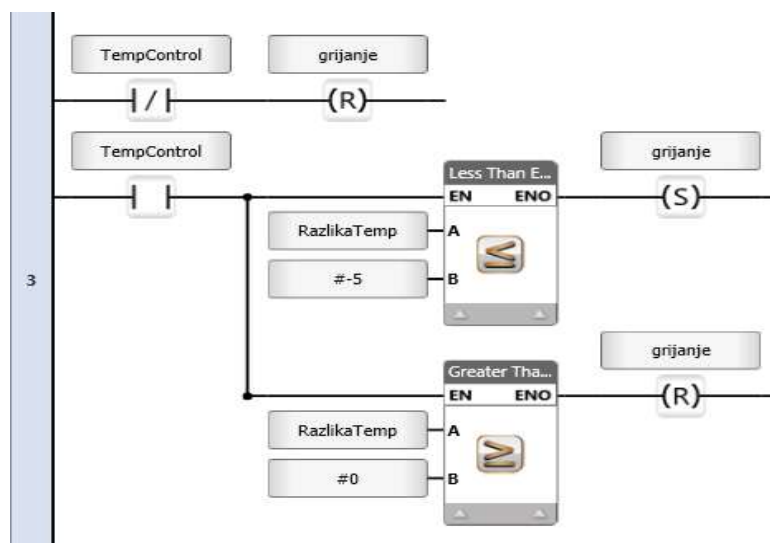 TempControl
grijanje
/
(R)
TempControl
grijanje
Less Than E...
EN ENO
(S)
RazlikaTemp
A
≤
#-5
B
3
grijanje
Greater Tha...
EN ENO
(R)
RazlikaTemp
A
≥
#0
B